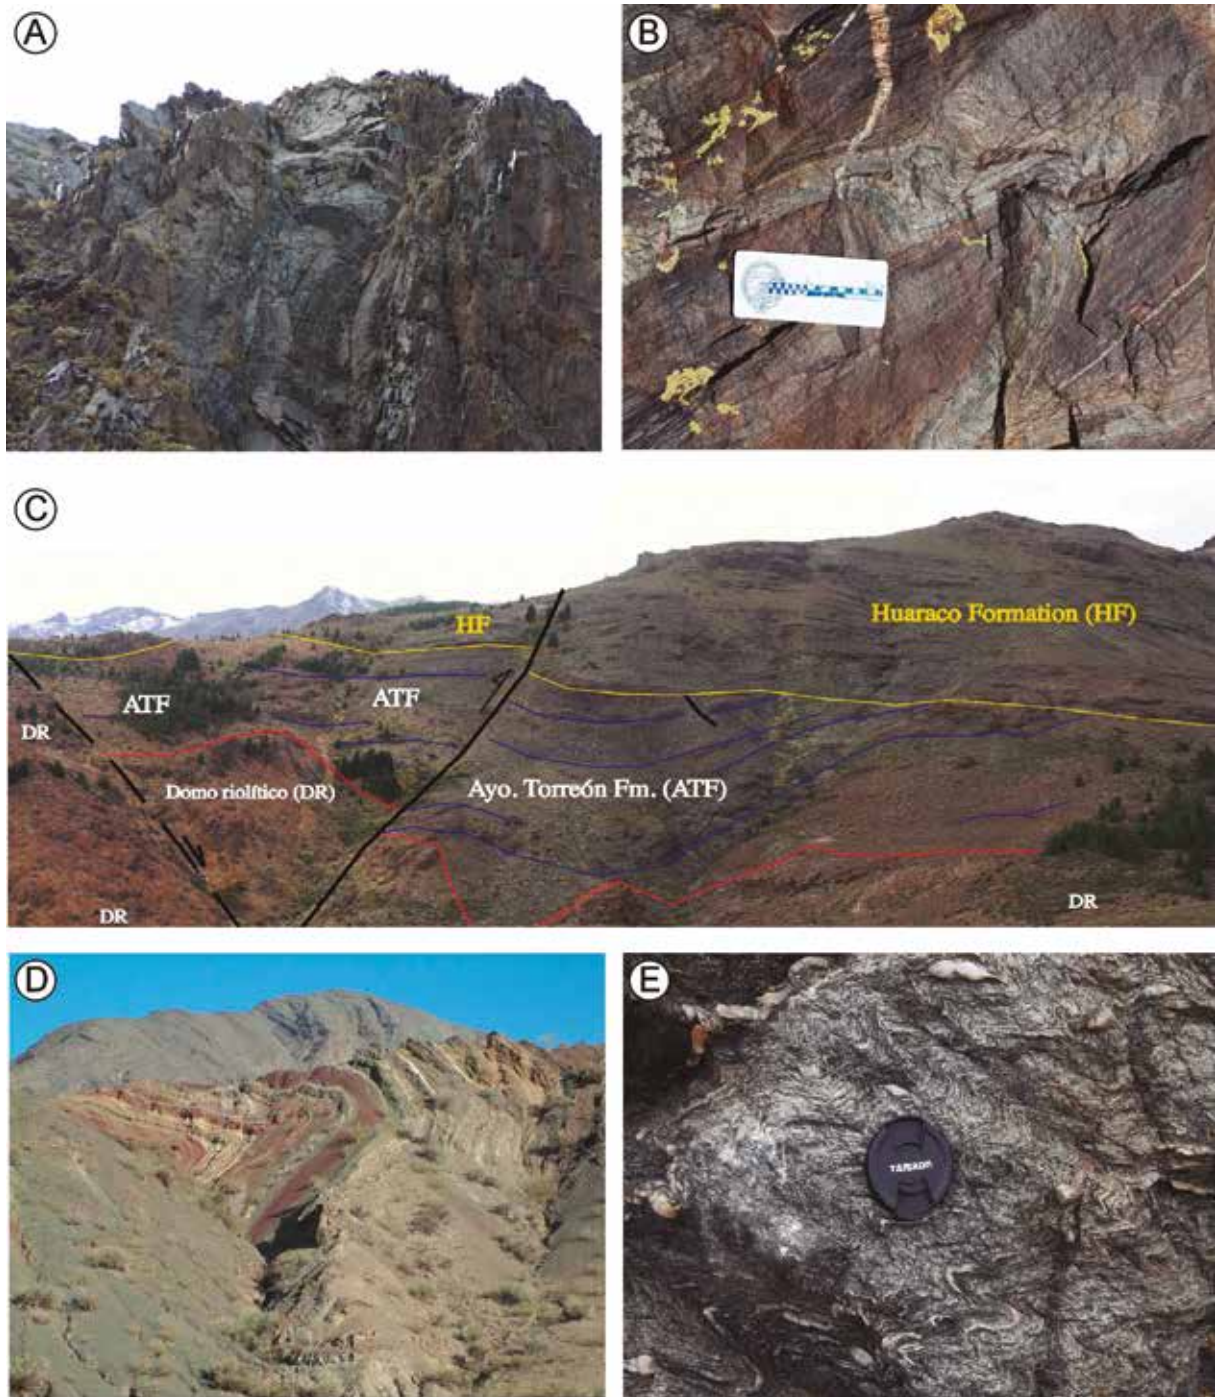 A
B
C
HF
Huaraco Formation (HF)
ATF
ATF
DR
Domo riolítico (DR)
Ayo. Torreón Fm. (ATF)
DR
DR
D
E
TAMRON